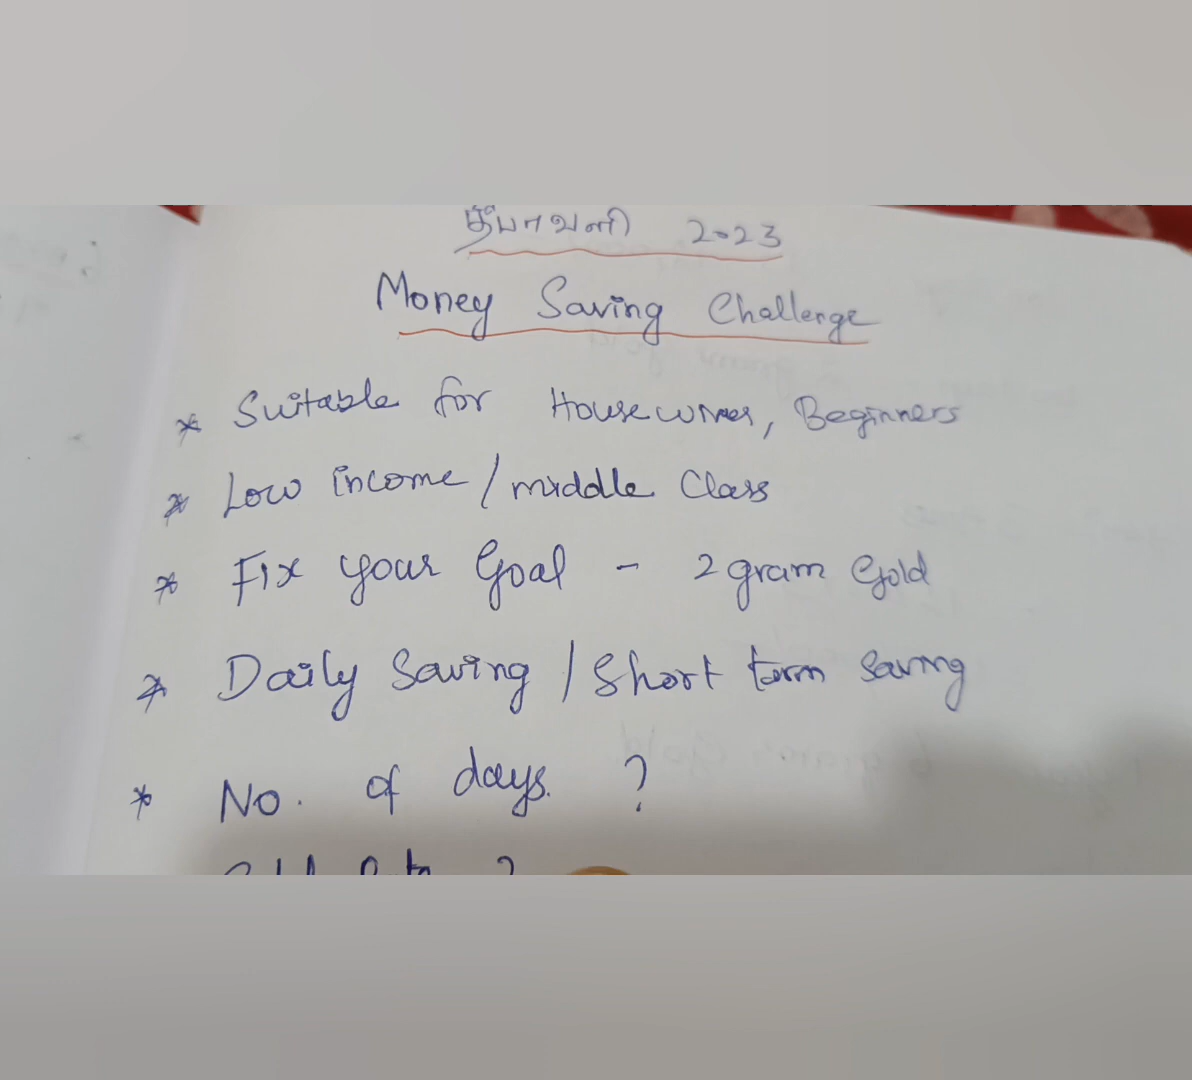 தீபாவளி 2023
Money Saving Challenge
* Suitable for Housewives, Beginners
* Low income / middle Class
* Fix your Goal - 2 gram Gold
* Daily Saving / Short term Saving
* No. of days. ?